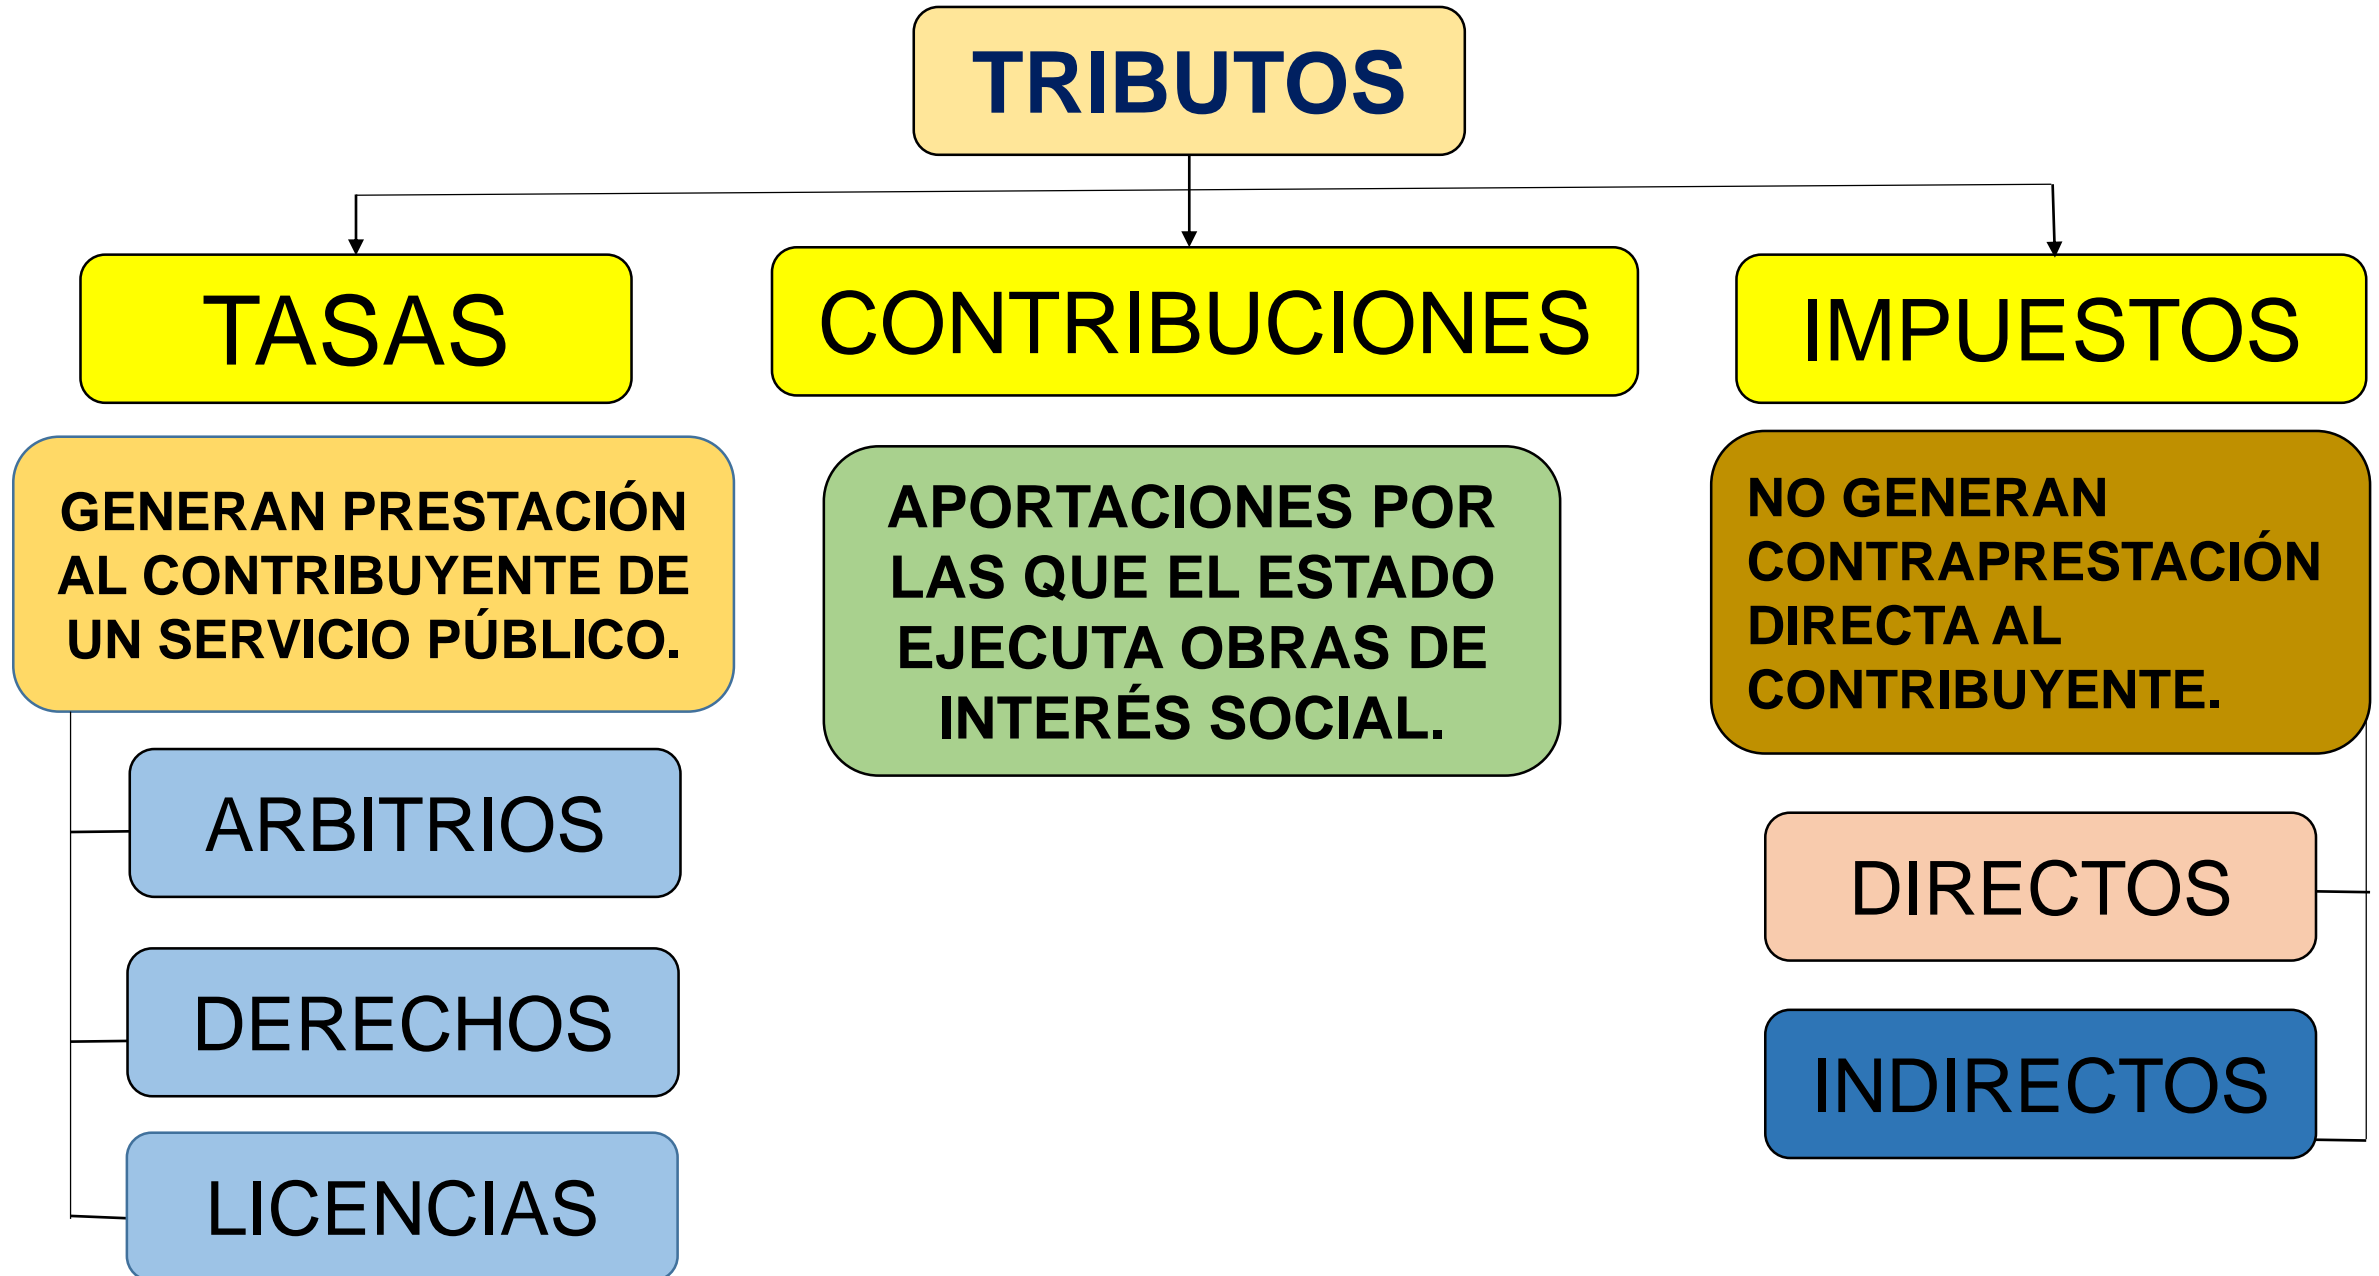 TRIBUTOS
TASAS
CONTRIBUCIONES
IMPUESTOS
GENERAN PRESTACIÓN
AL CONTRIBUYENTE DE
UN SERVICIO PÚBLICO.
APORTACIONES POR
LAS QUE EL ESTADO
EJECUTA OBRAS DE
INTERÉS SOCIAL.
NO GENERAN
CONTRAPRESTACIÓN
DIRECTA AL
CONTRIBUYENTE.
ARBITRIOS
DERECHOS
LICENCIAS
DIRECTOS
INDIRECTOS